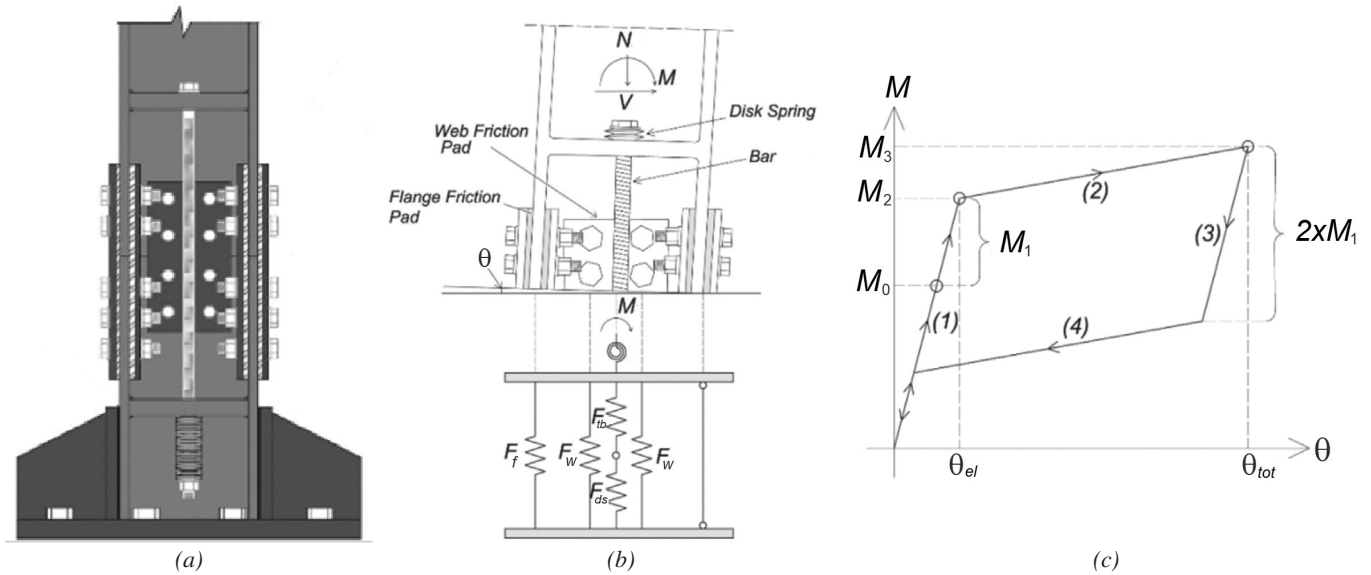 N
M
V
Disk Spring
Web Friction
Pad
Bar
Flange Friction
Pad
θ
M
F_tb
F_f
F_w
F_w
F_ds
M
M_3
M_2
M_0
(1)
(2)
(3)
(4)
M_1
2xM_1
θ_el
θ_tot
θ
(a)
(b)
(c)